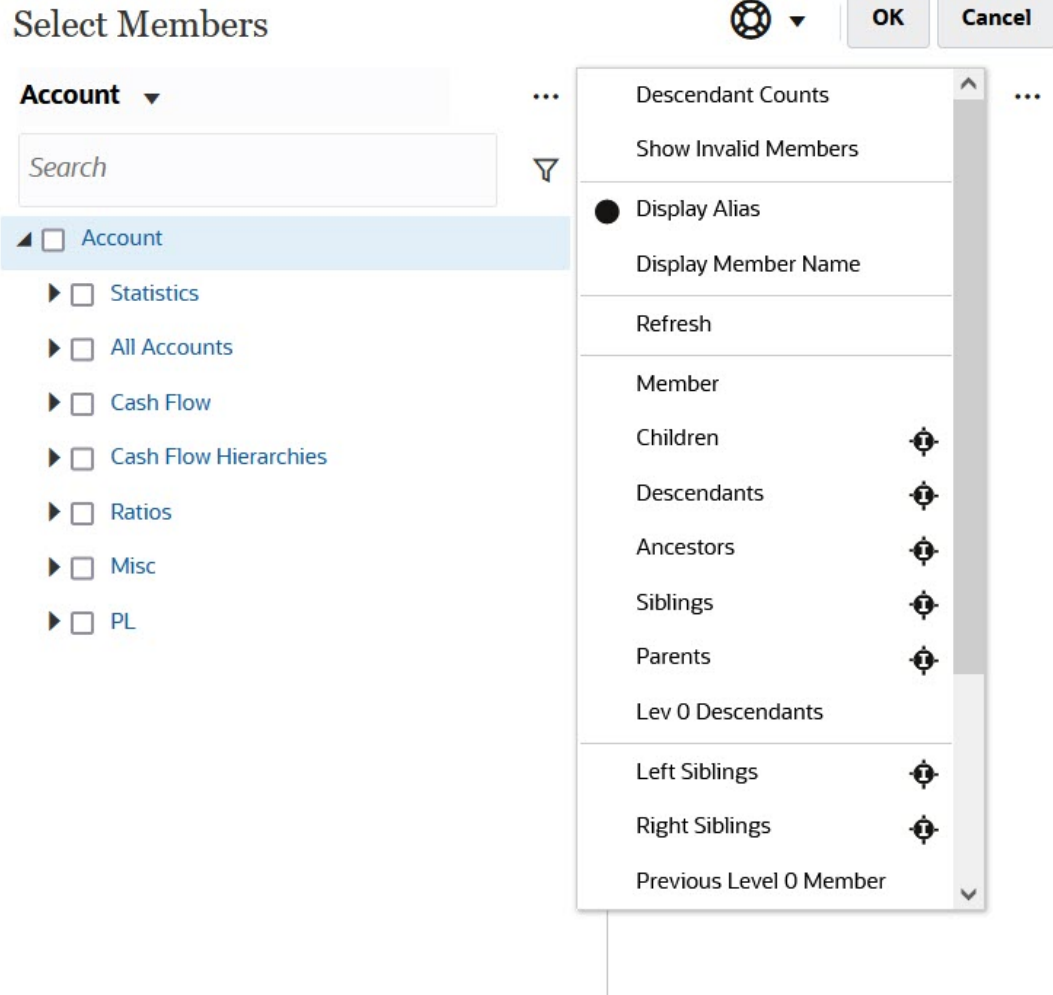 Select Members
OK
Cancel
Account
Search
Account
Statistics
All Accounts
Cash Flow
Cash Flow Hierarchies
Ratios
Misc
PL
Descendant Counts
Show Invalid Members
Display Alias
Display Member Name
Refresh
Member
Children
Descendants
Ancestors
Siblings
Parents
Lev 0 Descendants
Left Siblings
Right Siblings
Previous Level 0 Member